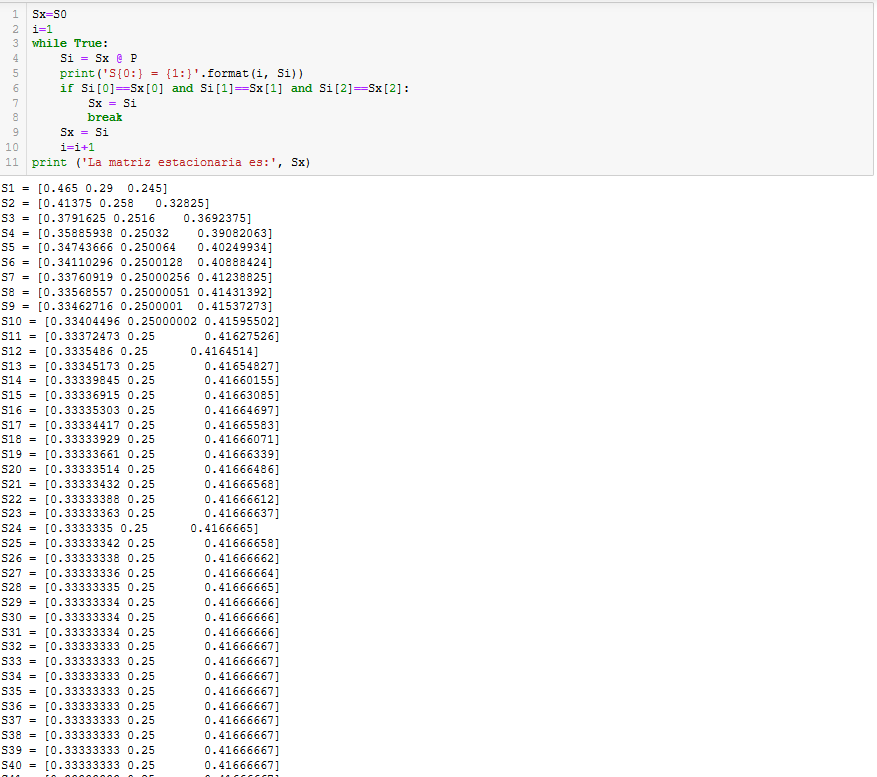 1 Sx=S0
2 i=1
3 while True:
4     Si = Sx @ P
5     print('S{0:} = {1:}'.format(i, Si))
6     if Si[0]==Sx[0] and Si[1]==Sx[1] and Si[2]==Sx[2]:
7         Sx = Si
8         break
9     Sx = Si
10     i=i+1
11 print ('La matriz estacionaria es:', Sx)
S1 = [0.465 0.29  0.245]
S2 = [0.41375 0.258   0.32825]
S3 = [0.3791625 0.2516    0.3692375]
S4 = [0.35885938 0.25032    0.39082063]
S5 = [0.34743666 0.250064   0.40249934]
S6 = [0.34110296 0.2500128  0.40888424]
S7 = [0.33760919 0.25000256 0.41238825]
S8 = [0.33568557 0.25000051 0.41431392]
S9 = [0.33462716 0.2500001  0.41537273]
S10 = [0.33404496 0.25000002 0.41595502]
S11 = [0.33372473 0.25       0.41627526]
S12 = [0.3335486 0.25      0.4164514]
S13 = [0.33345173 0.25       0.41654827]
S14 = [0.33339845 0.25       0.41660155]
S15 = [0.33336915 0.25       0.41663085]
S16 = [0.33335303 0.25       0.41664697]
S17 = [0.33334417 0.25       0.41665583]
S18 = [0.33333929 0.25       0.41666071]
S19 = [0.33333661 0.25       0.41666339]
S20 = [0.33333514 0.25       0.41666486]
S21 = [0.33333432 0.25       0.41666568]
S22 = [0.33333388 0.25       0.41666612]
S23 = [0.33333363 0.25       0.41666637]
S24 = [0.3333335 0.25      0.4166665]
S25 = [0.33333342 0.25       0.41666658]
S26 = [0.33333338 0.25       0.41666662]
S27 = [0.33333336 0.25       0.41666664]
S28 = [0.33333335 0.25       0.41666665]
S29 = [0.33333334 0.25       0.41666666]
S30 = [0.33333334 0.25       0.41666666]
S31 = [0.33333334 0.25       0.41666666]
S32 = [0.33333333 0.25       0.41666667]
S33 = [0.33333333 0.25       0.41666667]
S34 = [0.33333333 0.25       0.41666667]
S35 = [0.33333333 0.25       0.41666667]
S36 = [0.33333333 0.25       0.41666667]
S37 = [0.33333333 0.25       0.41666667]
S38 = [0.33333333 0.25       0.41666667]
S39 = [0.33333333 0.25       0.41666667]
S40 = [0.33333333 0.25       0.41666667]